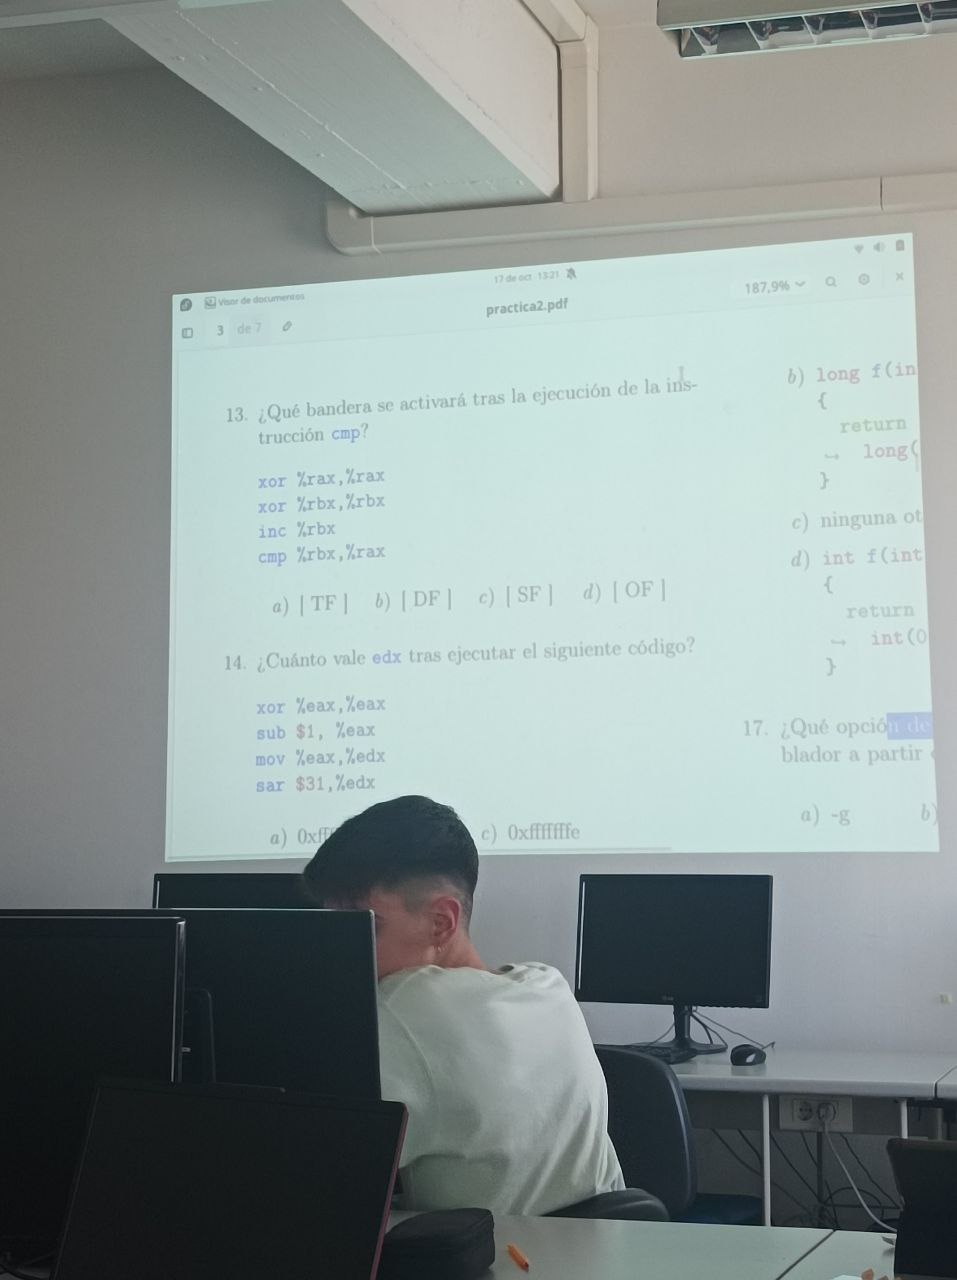 17 de oct 13:21
Visor de documentos
3 de 7
practica2.pdf
187,9%
13. ¿Qué bandera se activará tras la ejecución de la ins-
trucción cmp?
xor %rax,%rax
xor %rbx,%rbx
inc %rbx
cmp %rbx,%rax
a) [ TF ] b) [ DF ] c) [ SF ] d) [ OF ]
14. ¿Cuánto vale edx tras ejecutar el siguiente código?
xor %eax,%eax
sub $1, %eax
mov %eax,%edx
sar $31,%edx
a) c) 0xfffffffe
b) long f(in
{
return
↪ long(
}
c) ninguna ot
d) int f(int
{
return
↪ int(0
}
17. ¿Qué opción de
blador a partir
a) -g b)